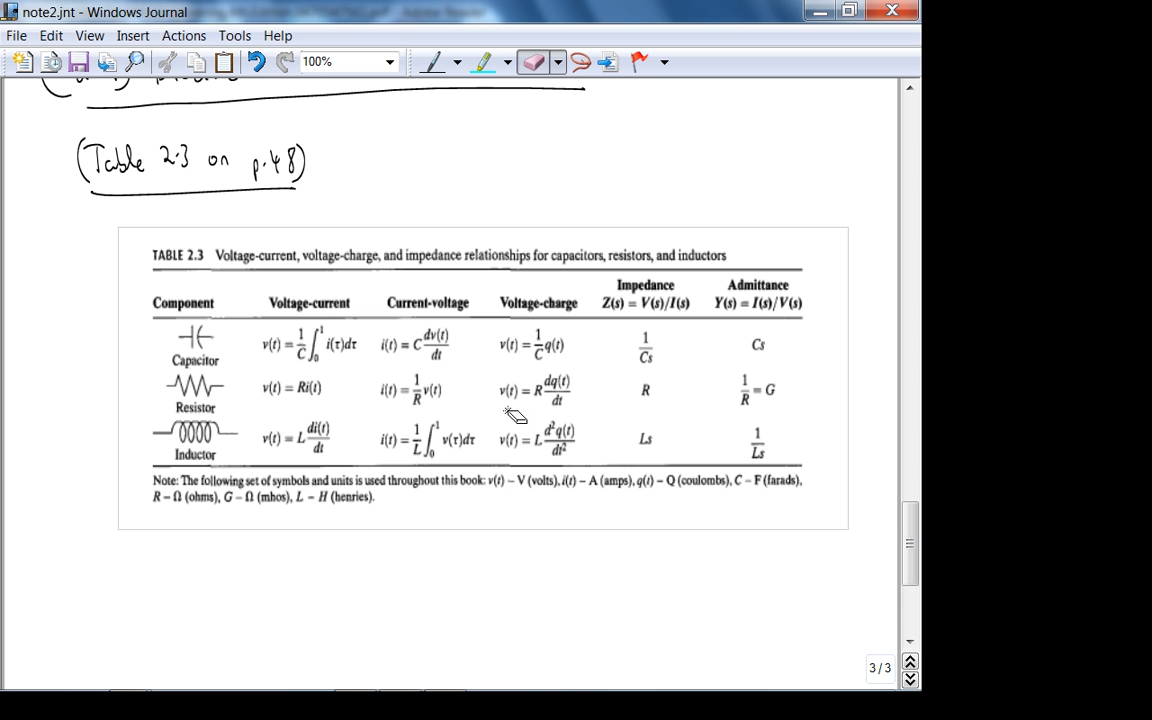 note2.jnt - Windows Journal
File Edit View Insert Actions Tools Help
100%
(Table 2.3 on p.48)
TABLE 2.3 Voltage-current, voltage-charge, and impedance relationships for capacitors, resistors, and inductors
Component Voltage-current Current-voltage Voltage-charge Impedance Z(s) = V(s)/I(s) Admittance Y(s) = I(s)/V(s)
Capacitor v(t) = 1/C ∫₀¹ i(τ)dτ i(t) = C dv(t)/dt v(t) = 1/C q(t) 1/Cs Cs
Resistor v(t) = Ri(t) i(t) = 1/R v(t) v(t) = R dq(t)/dt R 1/R = G
Inductor v(t) = L di(t)/dt i(t) = 1/L ∫₀¹ v(τ)dτ v(t) = L d²q(t)/dt² Ls 1/Ls
Note: The following set of symbols and units is used throughout this book: v(t) – V (volts), i(t) – A (amps), q(t) – Q (coulombs), C – F (farads),
R – Ω (ohms), G – Ω (mhos), L – H (henries).
3 / 3